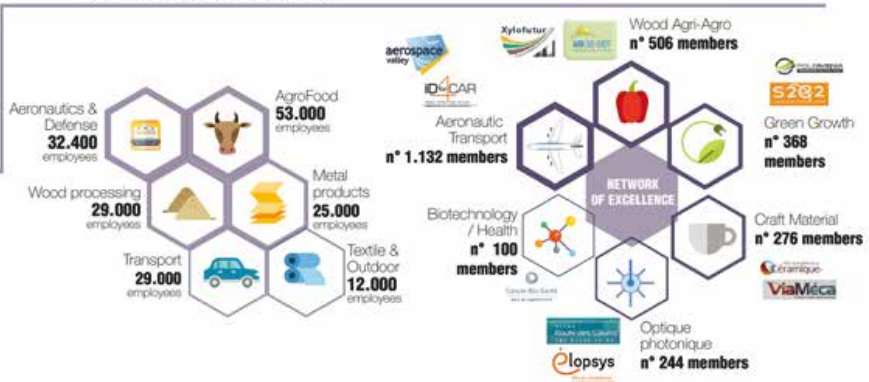 Aeronautics &
Defense
32.400
employees
AgroFood
53.000
employees
Wood processing
29.000
employees
Metal
products
25.000
employees
Transport
29.000
employees
Textile &
Outdoor
12.000
employees
aerospace
valley
iD4CAR
Aeronautic
Transport
n° 1.132 members
Xylofutur
Wood Agri-Agro
n° 506 members
S2E2
Green Growth
n° 368
members
NETWORK
OF EXCELLENCE
Biotechnology
/ Health
n° 100
members
Craft Material
n° 276 members
Céramique
ViaMéca
Route des Lasers
elopsys
Optique
photonique
n° 244 members